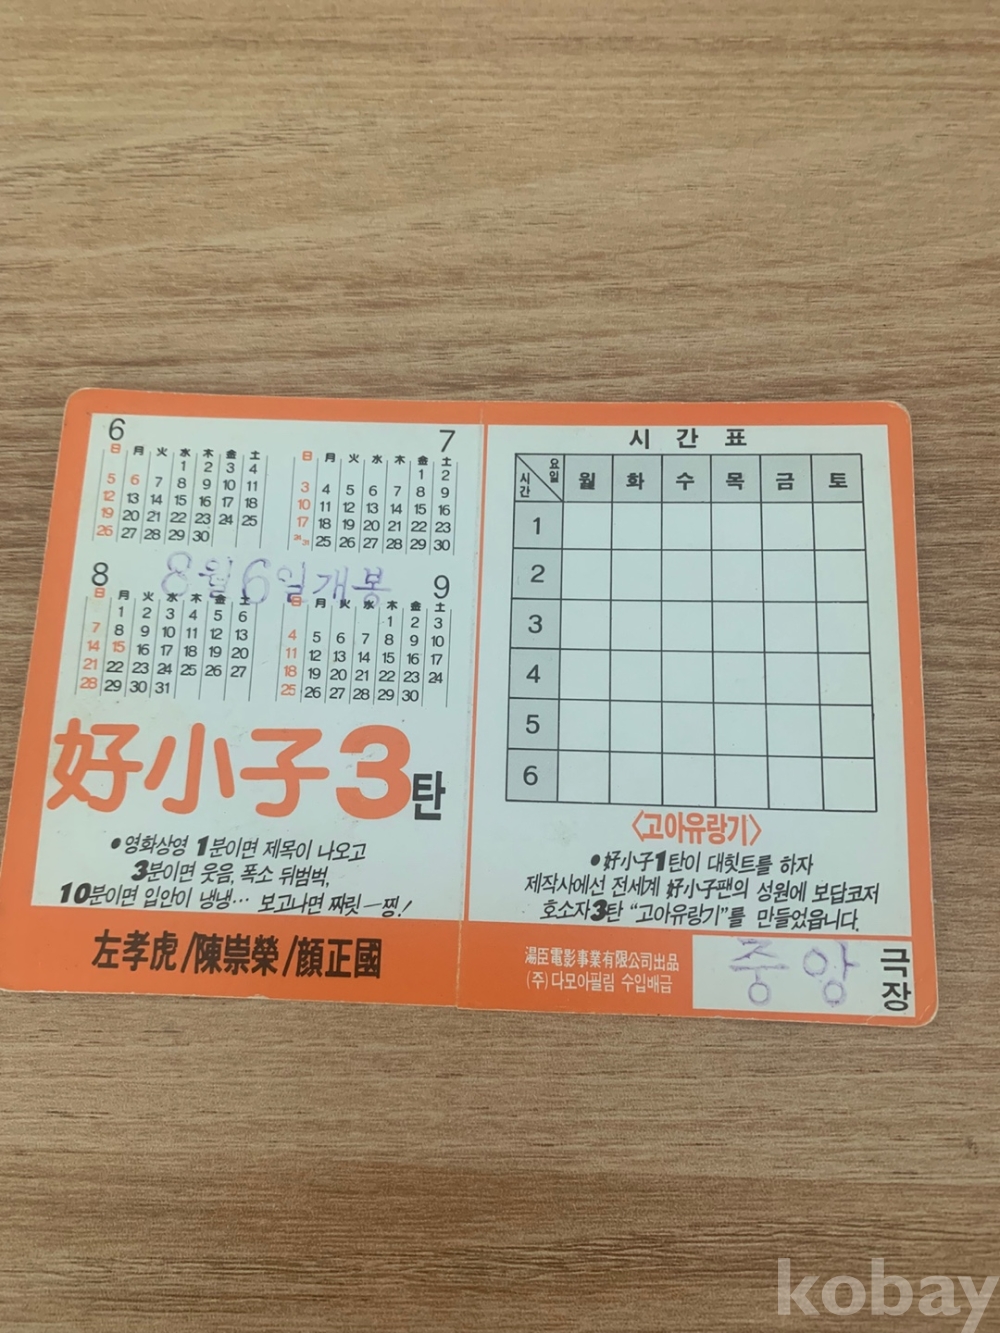 6
日 月 火 水 木 金 土
1 2 3 4
5 6 7 8 9 10 11
12 13 14 15 16 17 18
19 20 21 22 23 24 25
26 27 28 29 30
7
日 月 火 水 木 金 土
1 2
3 4 5 6 7 8 9
10 11 12 13 14 15 16
17 18 19 20 21 22 23
24 31 25 26 27 28 29 30
8월6일개봉
8
日 月 火 水 木 金 土
1 2 3 4 5 6
7 8 9 10 11 12 13
14 15 16 17 18 19 20
21 22 23 24 25 26 27
28 29 30 31
9
日 月 火 水 木 金 土
1 2 3
4 5 6 7 8 9 10
11 12 13 14 15 16 17
18 19 20 21 22 23 24
25 26 27 28 29 30
好小子3탄
•영화상영 1분이면 제목이 나오고
3분이면 웃음, 폭소 뒤범벅,
10분이면 입안이 냉냉… 보고나면 짜릿一찡!
左孝虎/陳崇榮/顔正國
시 간 표
요일 시간 월 화 수 목 금 토
1
2
3
4
5
6
〈고아유랑기〉
•好小子1탄이 대힛트를 하자
제작사에선 전세계 好小子팬의 성원에 보답코저
호소자3탄 "고아유랑기"를 만들었읍니다.
湯臣電影事業有限公司出品
(주) 다모아필림 수입배급
중앙 극장
kobay